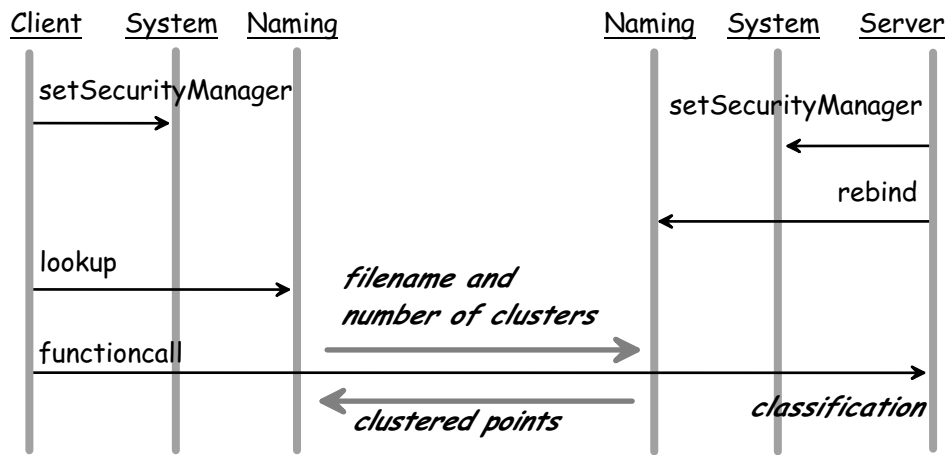 Client System Naming Naming System Server
setSecurityManager
setSecurityManager
rebind
lookup
filename and
number of clusters
functioncall
classification
clustered points